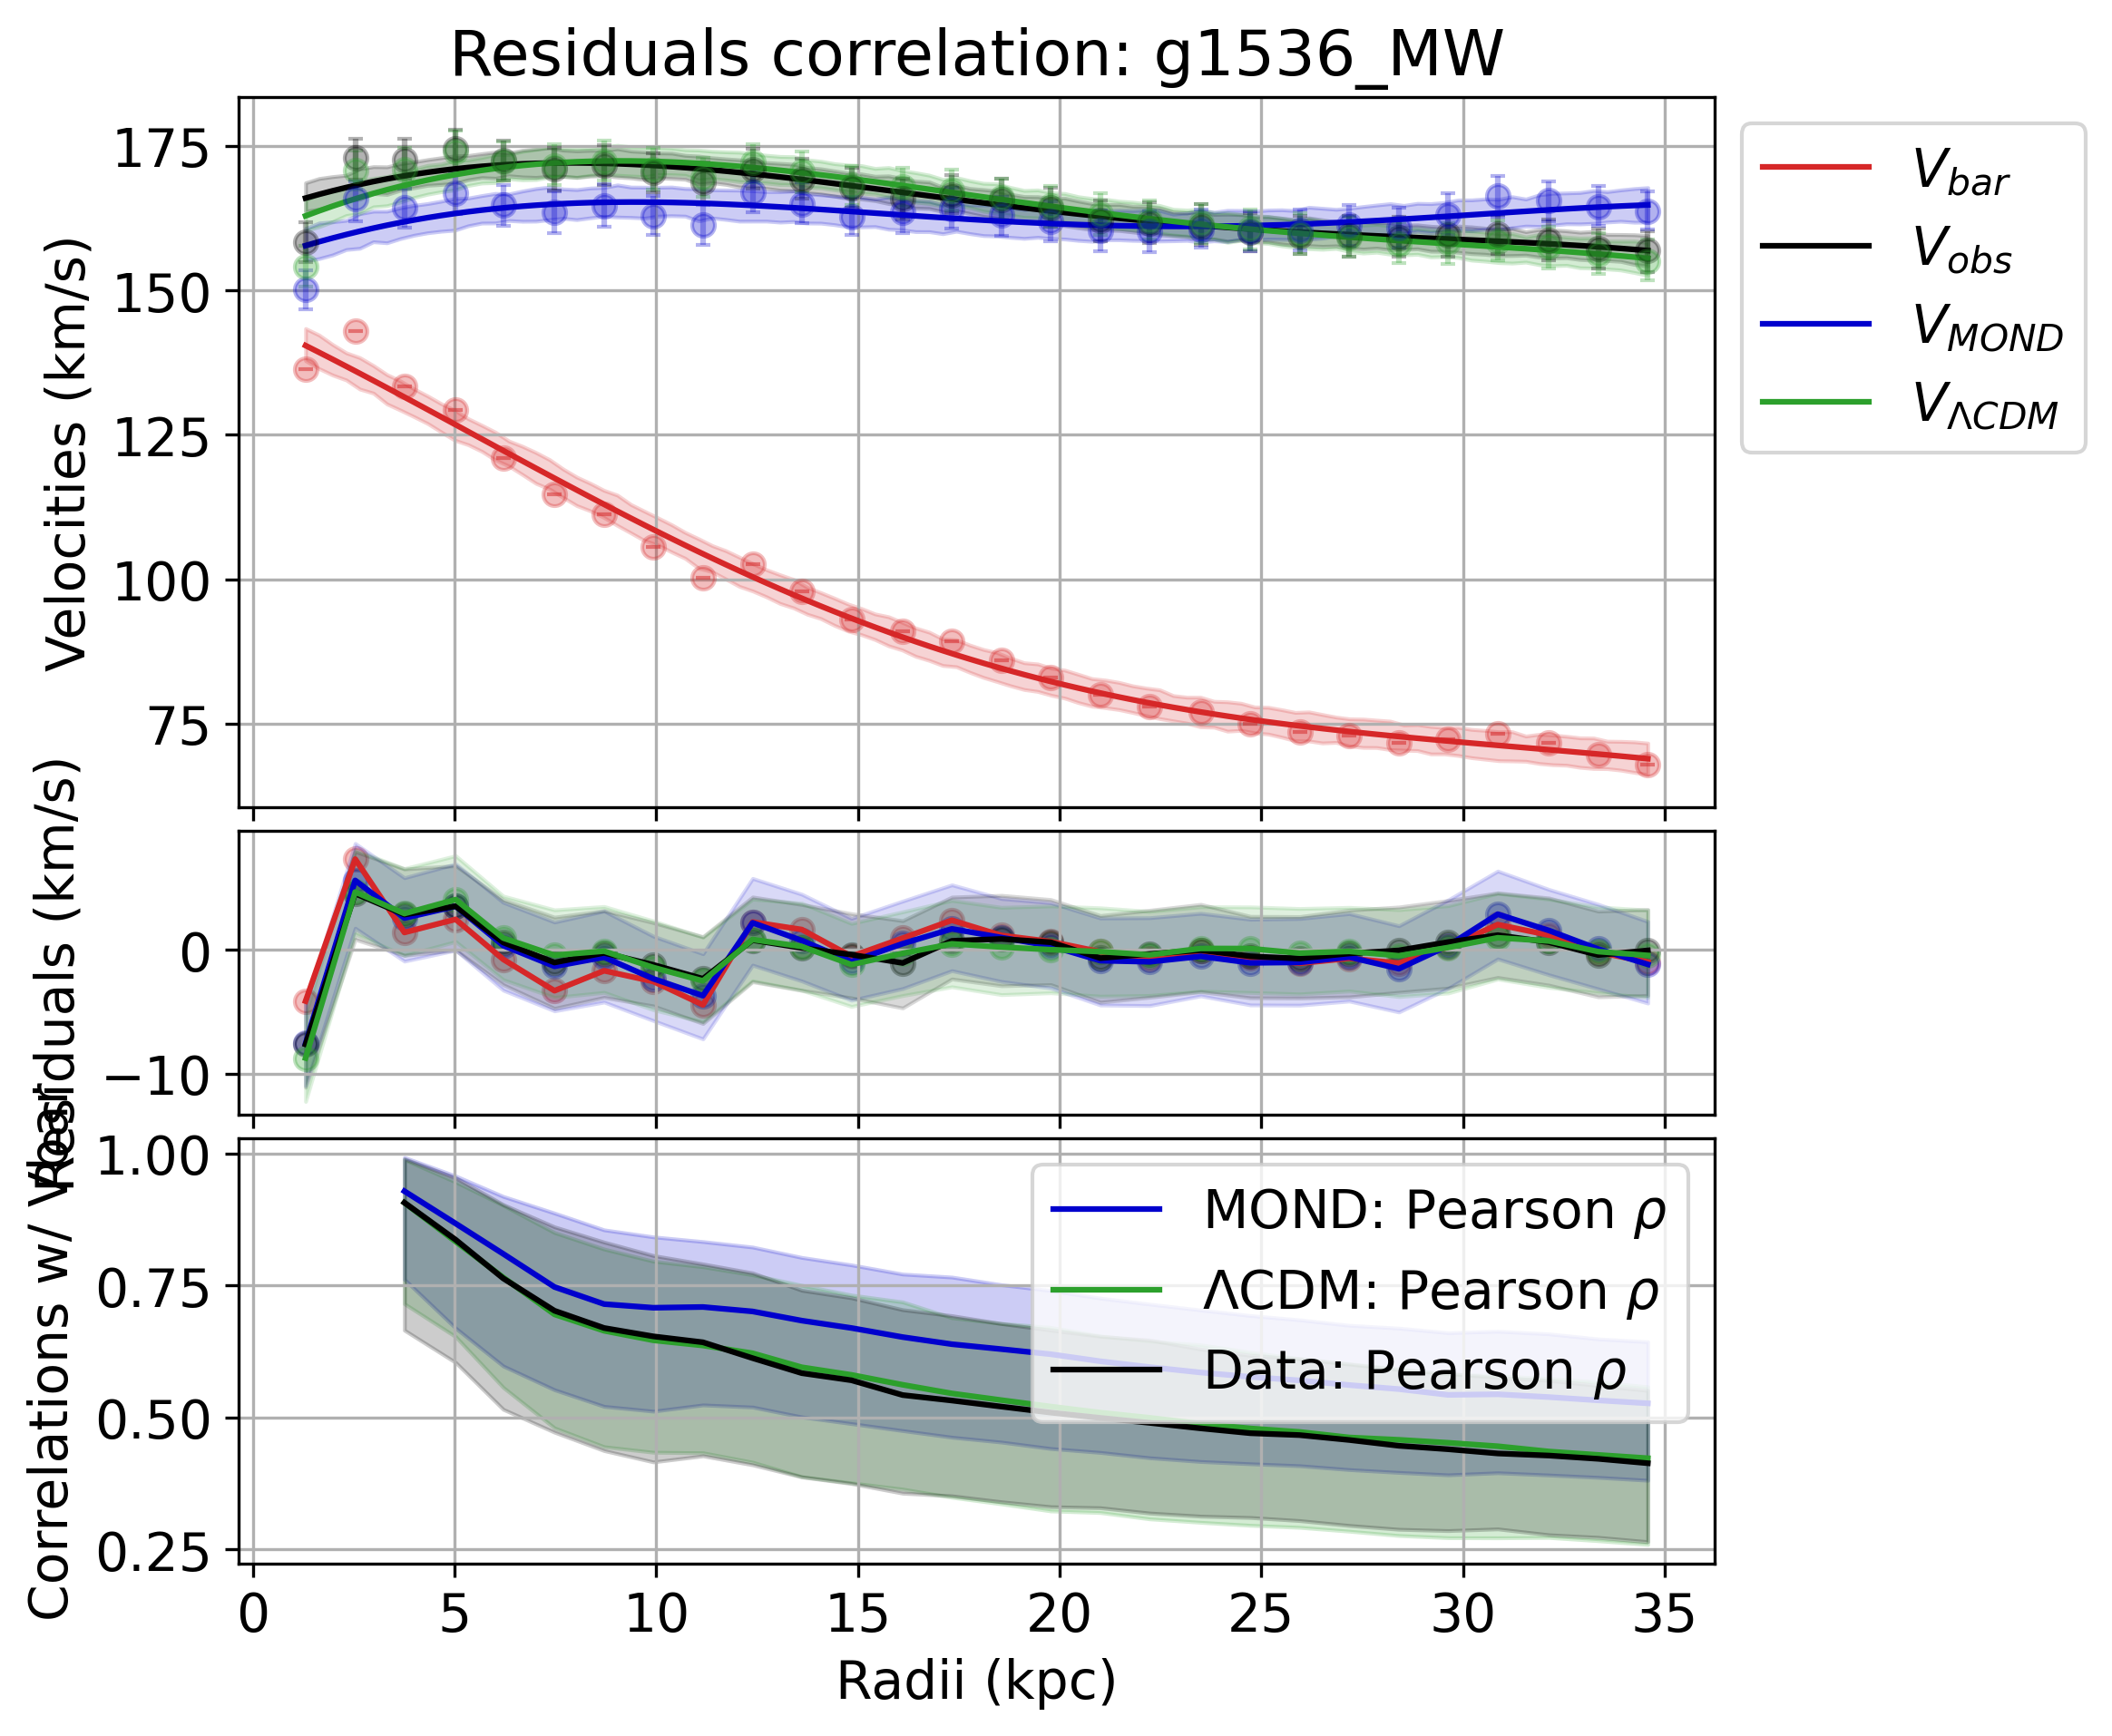 Residuals correlation: g1536_MW
Velocities (km/s)
175
150
125
100
75
V_bar
V_obs
V_MOND
V_ΛCDM
Residuals (km/s)
0
−10
Correlations w/ Vbar
1.00
0.75
0.50
0.25
MOND: Pearson ρ
ΛCDM: Pearson ρ
Data: Pearson ρ
0 5 10 15 20 25 30 35
Radii (kpc)